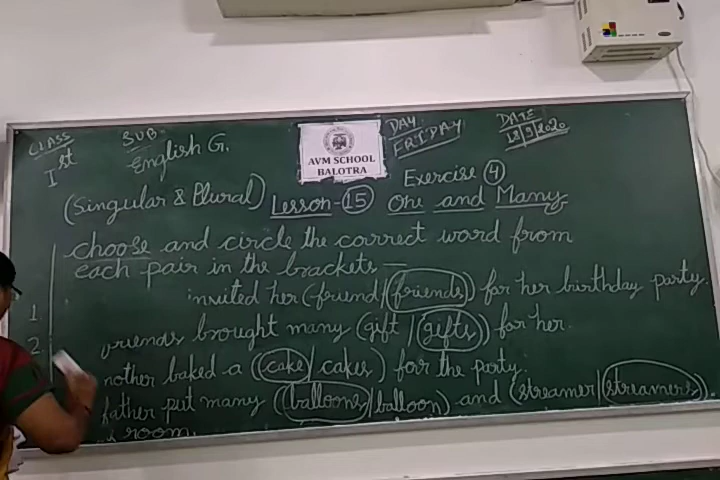 CLASS
Ist
SUB.
English G.
AVM SCHOOL
BALOTRA
DAY
FRIDAY
DATE
18/9/2020
Exercise 4
(Singular & Plural) Lesson-15 One and Many
choose and circle the correct word from
each pair in the brackets —
1 invited her (friend/friends) for her birthday party.
2 friends brought many (gift/gifts) for her.
mother baked a (cake/cakes) for the party.
father put many (balloons/balloon) and (streamer/streamers)
room.